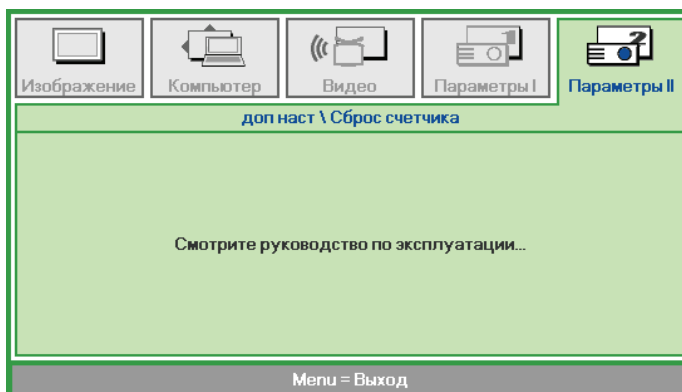 Изображение
Компьютер
Видео
Параметры I
Параметры II
доп наст \ Сброс счетчика
Смотрите руководство по эксплуатации...
Menu = Выход